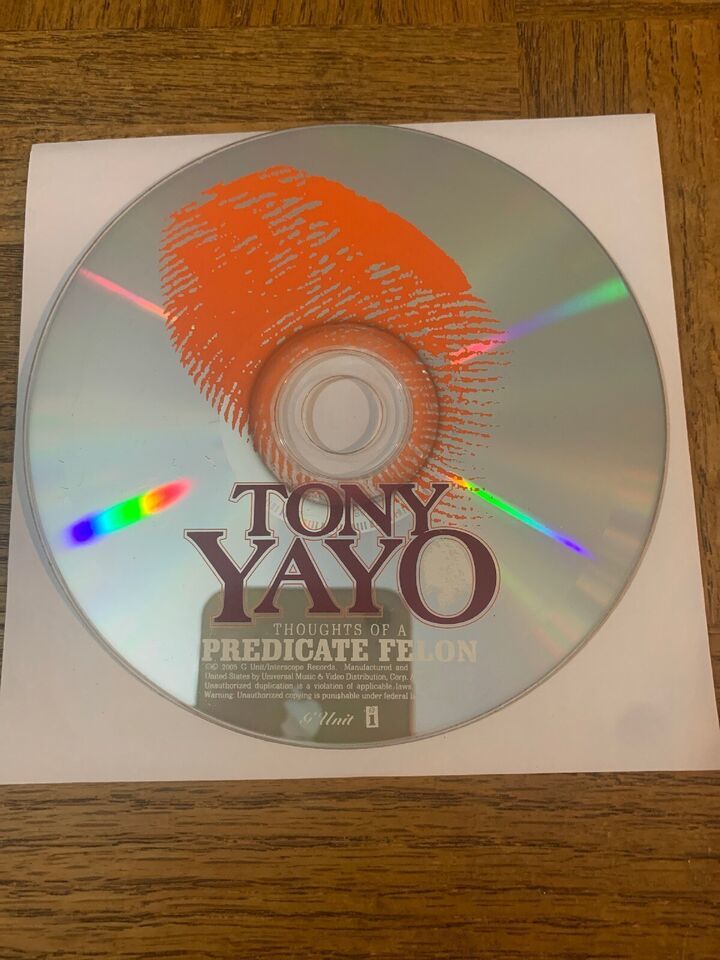 TONY
YAYO
THOUGHTS OF A
PREDICATE FELON
℗© 2005 G Unit/Interscope Records. Manufactured and
United States by Universal Music & Video Distribution, Corp.
Unauthorized duplication is a violation of applicable laws.
Warning: Unauthorized copying is punishable under federal
G Unit
i